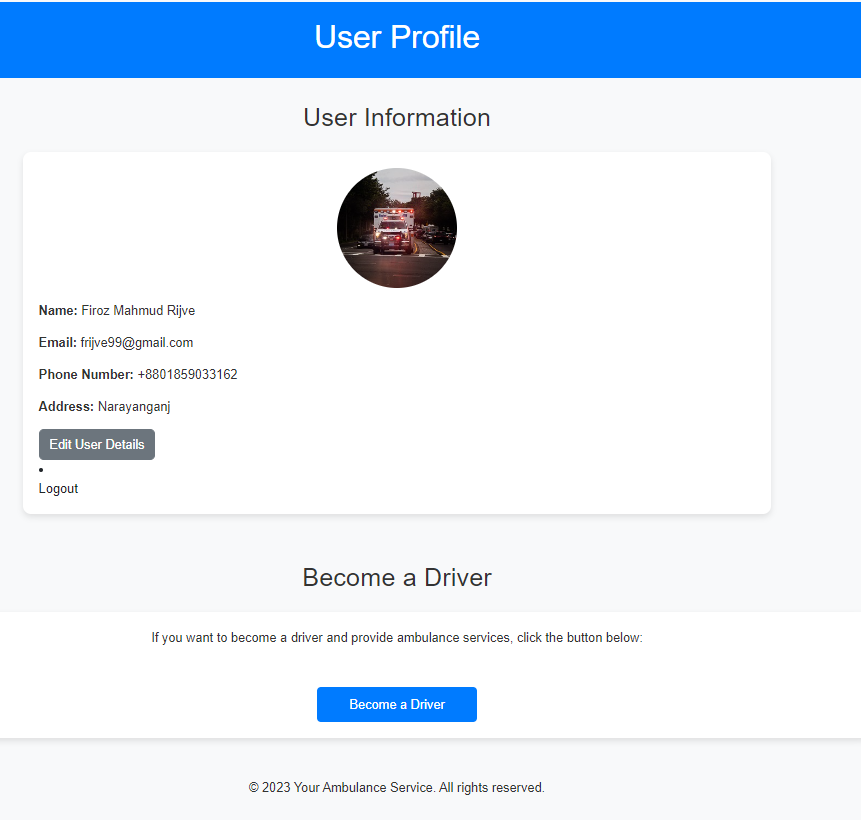 User Profile
User Information
Name: Firoz Mahmud Rijve
Email: frijve99@gmail.com
Phone Number: +8801859033162
Address: Narayanganj
Edit User Details
•
Logout
Become a Driver
If you want to become a driver and provide ambulance services, click the button below:
Become a Driver
© 2023 Your Ambulance Service. All rights reserved.